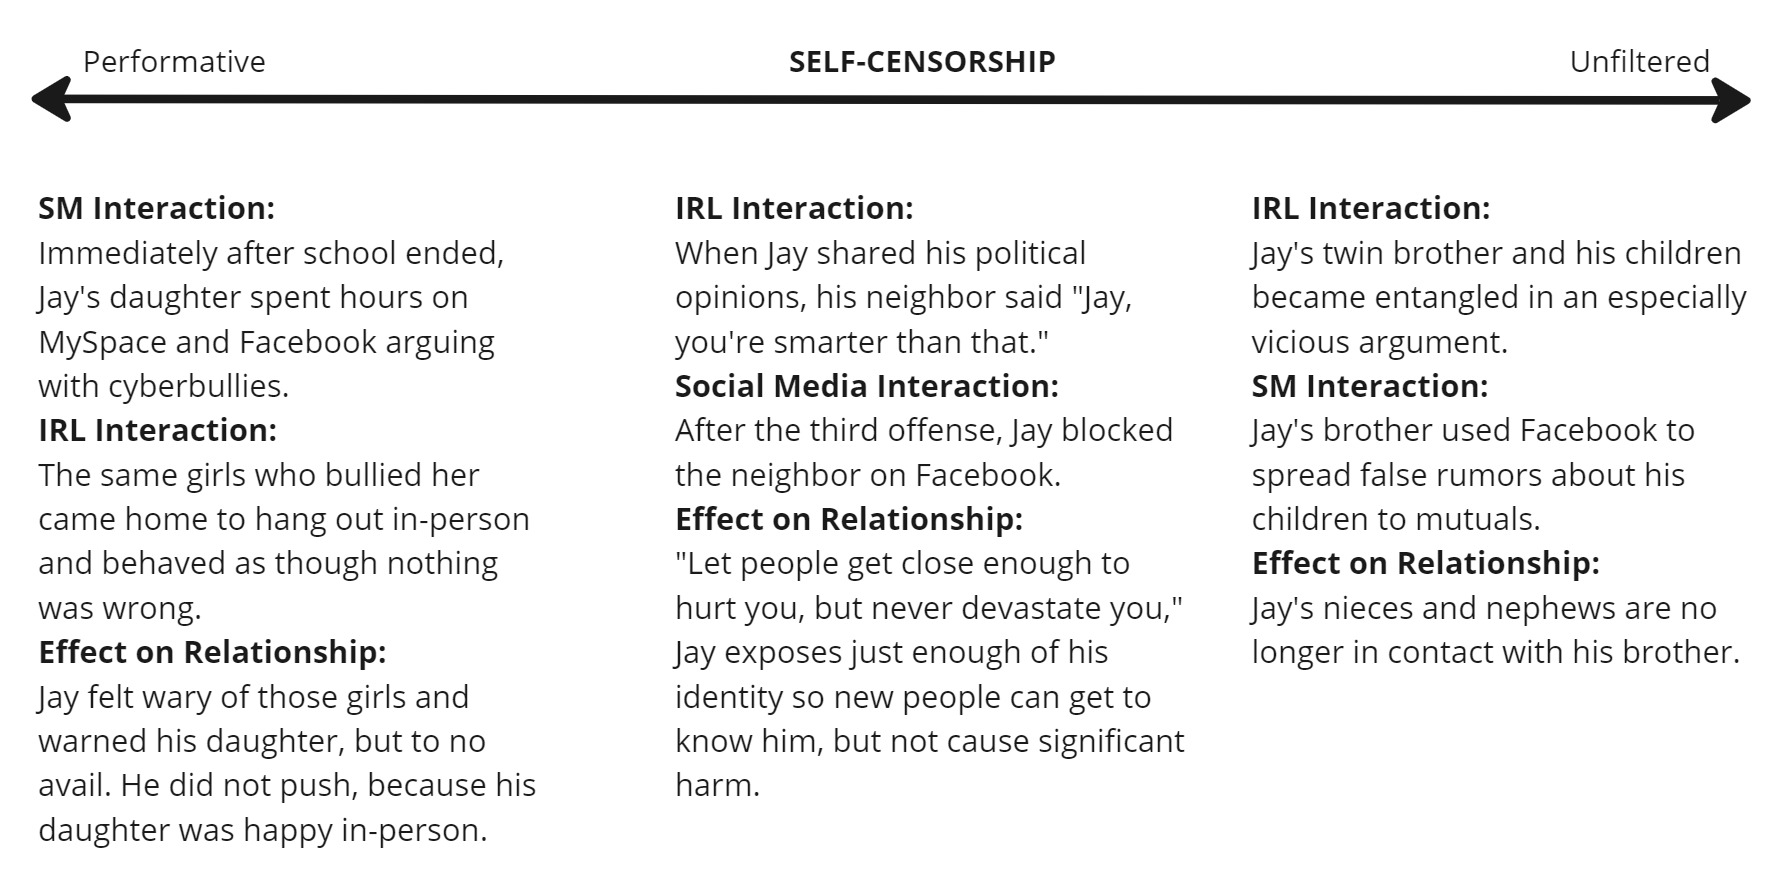 Performative
SELF-CENSORSHIP
Unfiltered
SM Interaction:
Immediately after school ended,
Jay's daughter spent hours on
MySpace and Facebook arguing
with cyberbullies.
IRL Interaction:
The same girls who bullied her
came home to hang out in-person
and behaved as though nothing
was wrong.
Effect on Relationship:
Jay felt wary of those girls and
warned his daughter, but to no
avail. He did not push, because his
daughter was happy in-person.
IRL Interaction:
When Jay shared his political
opinions, his neighbor said "Jay,
you're smarter than that."
Social Media Interaction:
After the third offense, Jay blocked
the neighbor on Facebook.
Effect on Relationship:
"Let people get close enough to
hurt you, but never devastate you,"
Jay exposes just enough of his
identity so new people can get to
know him, but not cause significant
harm.
IRL Interaction:
Jay's twin brother and his children
became entangled in an especially
vicious argument.
SM Interaction:
Jay's brother used Facebook to
spread false rumors about his
children to mutuals.
Effect on Relationship:
Jay's nieces and nephews are no
longer in contact with his brother.